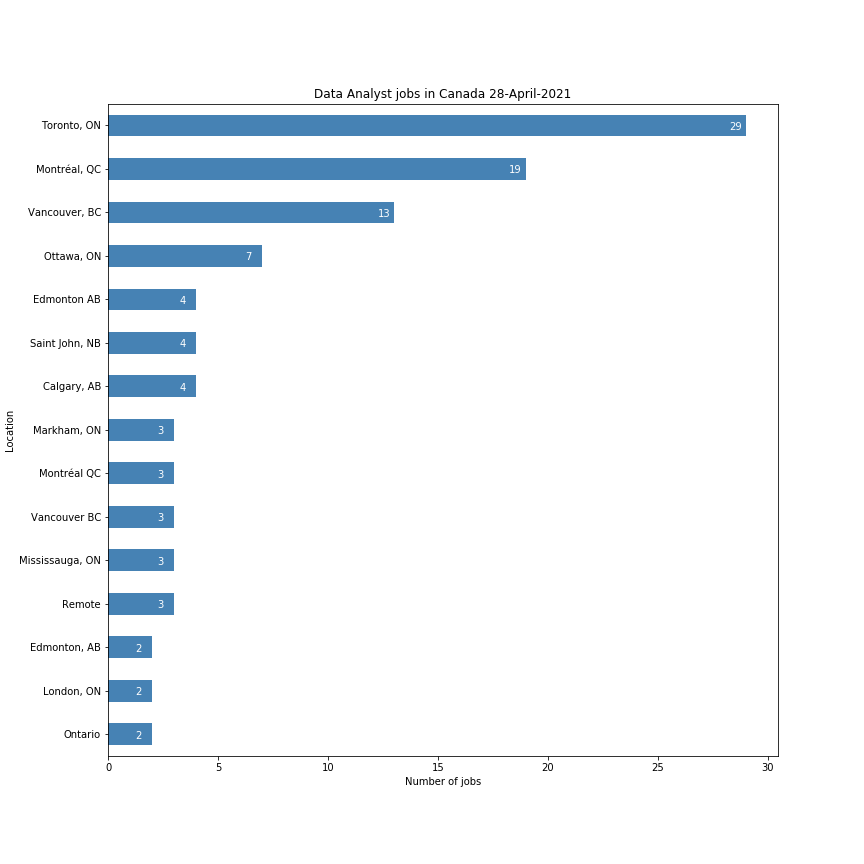 Data Analyst jobs in Canada 28-April-2021
Toronto, ON 29
Montréal, QC 19
Vancouver, BC 13
Ottawa, ON 7
Edmonton AB 4
Saint John, NB 4
Calgary, AB 4
Markham, ON 3
Montréal QC 3
Vancouver BC 3
Mississauga, ON 3
Remote 3
Edmonton, AB 2
London, ON 2
Ontario 2
Location
0 5 10 15 20 25 30
Number of jobs